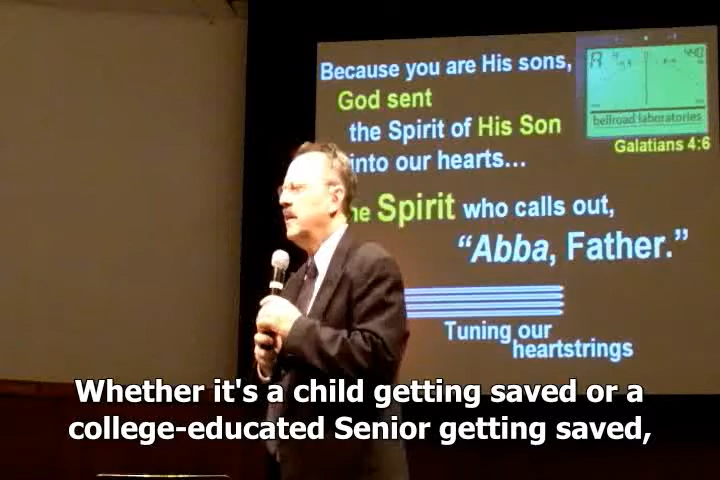 Because you are His sons,
God sent
the Spirit of His Son
into our hearts…
he Spirit who calls out,
“Abba, Father.”
A 440
bellroad laboratories
Galatians 4:6
Tuning our
heartstrings
Whether it's a child getting saved or a
college-educated Senior getting saved,